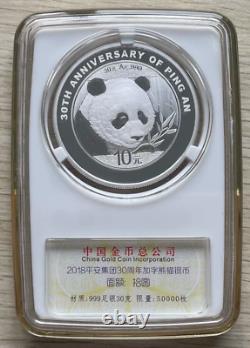 30TH ANNIVERSARY OF PING AN
30g Ag.999
10元
中国金币总公司
China Gold Coin Incorporation
2018平安集团30周年加字熊猫银币
面额: 拾圆
材质:999足银30克 限量:50000枚